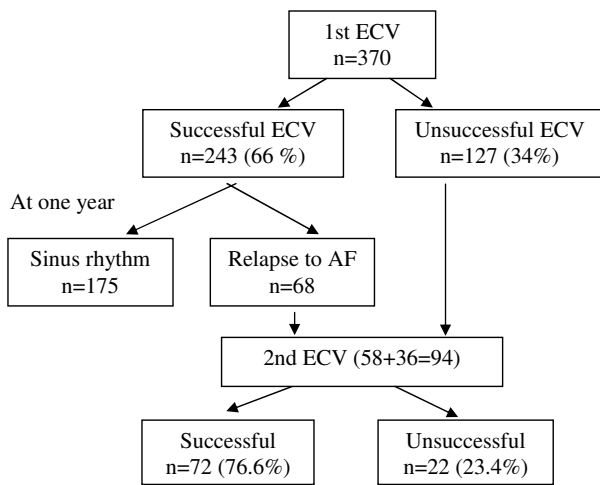 1st ECV
n=370
Successful ECV
n=243 (66 %)
Unsuccessful ECV
n=127 (34%)
At one year
Sinus rhythm
n=175
Relapse to AF
n=68
2nd ECV (58+36=94)
Successful
n=72 (76.6%)
Unsuccessful
n=22 (23.4%)